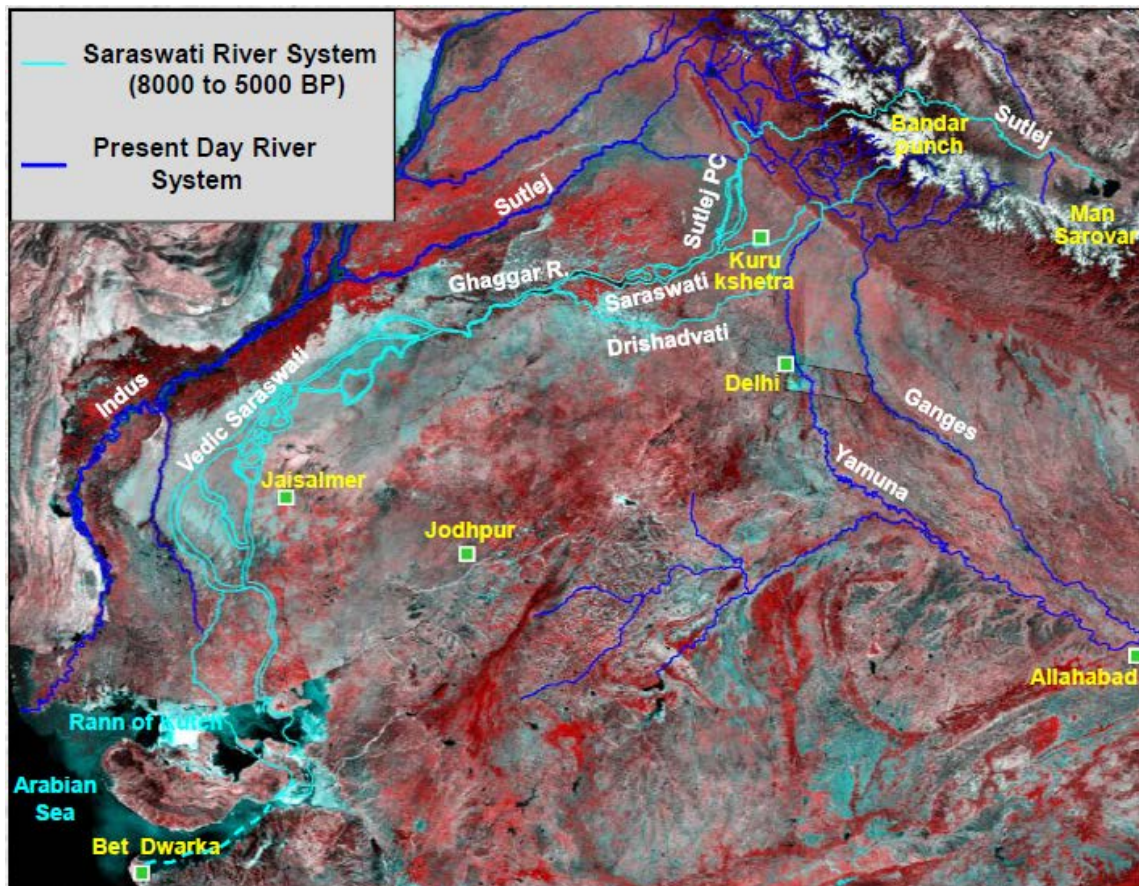 Saraswati River System
(8000 to 5000 BP)
Present Day River
System
Bandar
punch
Sutlej
Man
Sarovar
Sutlej
Sutlej PC
Kuru
kshetra
Ghaggar R.
Saraswati
Drishadvati
Delhi
Ganges
Yamuna
Indus
Vedic Saraswati
Jaisalmer
Jodhpur
Allahabad
Rann of Kutch
Arabian
Sea
Bet Dwarka